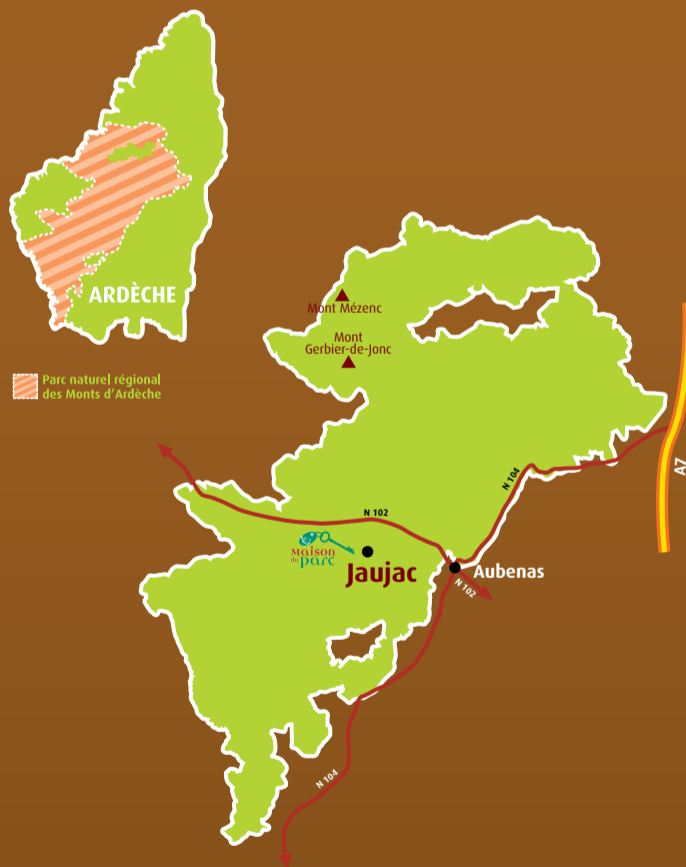 ARDÈCHE
Parc naturel régional
des Monts d'Ardèche
Mont Mézenc
Mont
Gerbier-de-Jonc
A7
N 104
N 102
Maison
du parc
Jaujac
Aubenas
N 102
N 104